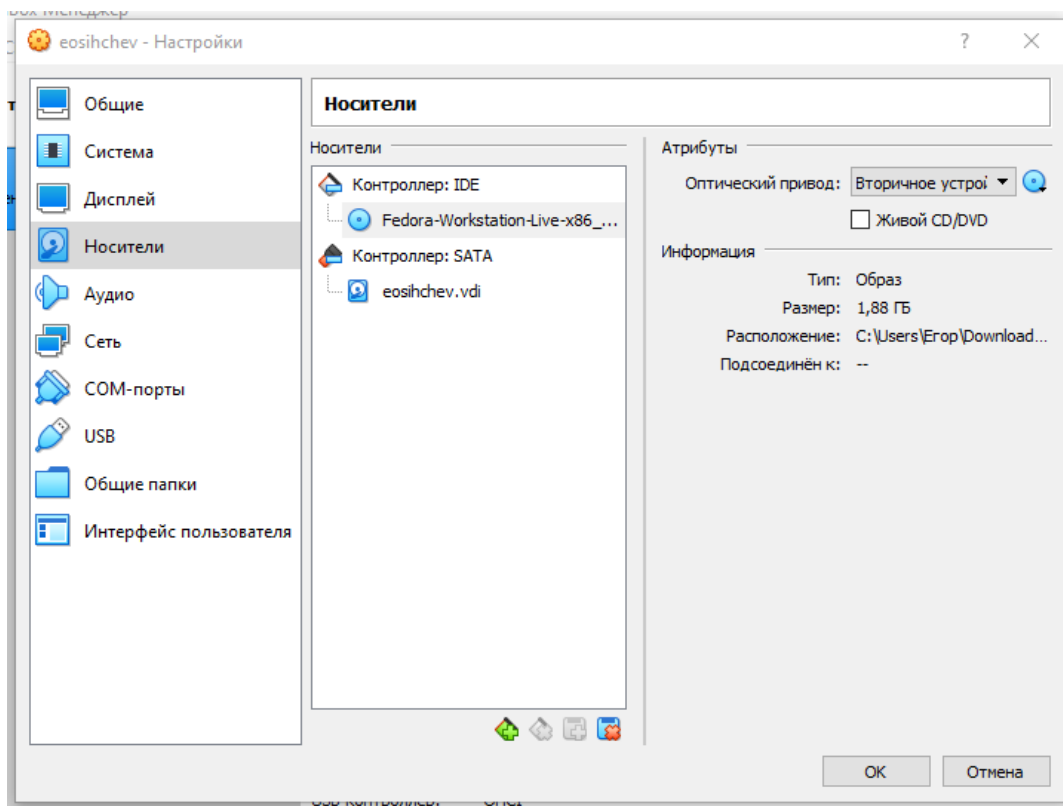 eosihchev - Настройки
?
Общие
Система
Дисплей
Носители
Аудио
Сеть
COM-порты
USB
Общие папки
Интерфейс пользователя
Носители
Носители
Контроллер: IDE
Fedora-Workstation-Live-x86_...
Контроллер: SATA
eosihchev.vdi
Атрибуты
Оптический привод: Вторичное устрой
Живой CD/DVD
Информация
Тип: Образ
Размер: 1,88 ГБ
Расположение: C:\Users\Егор\Download...
Подсоединён к: --
OK Отмена